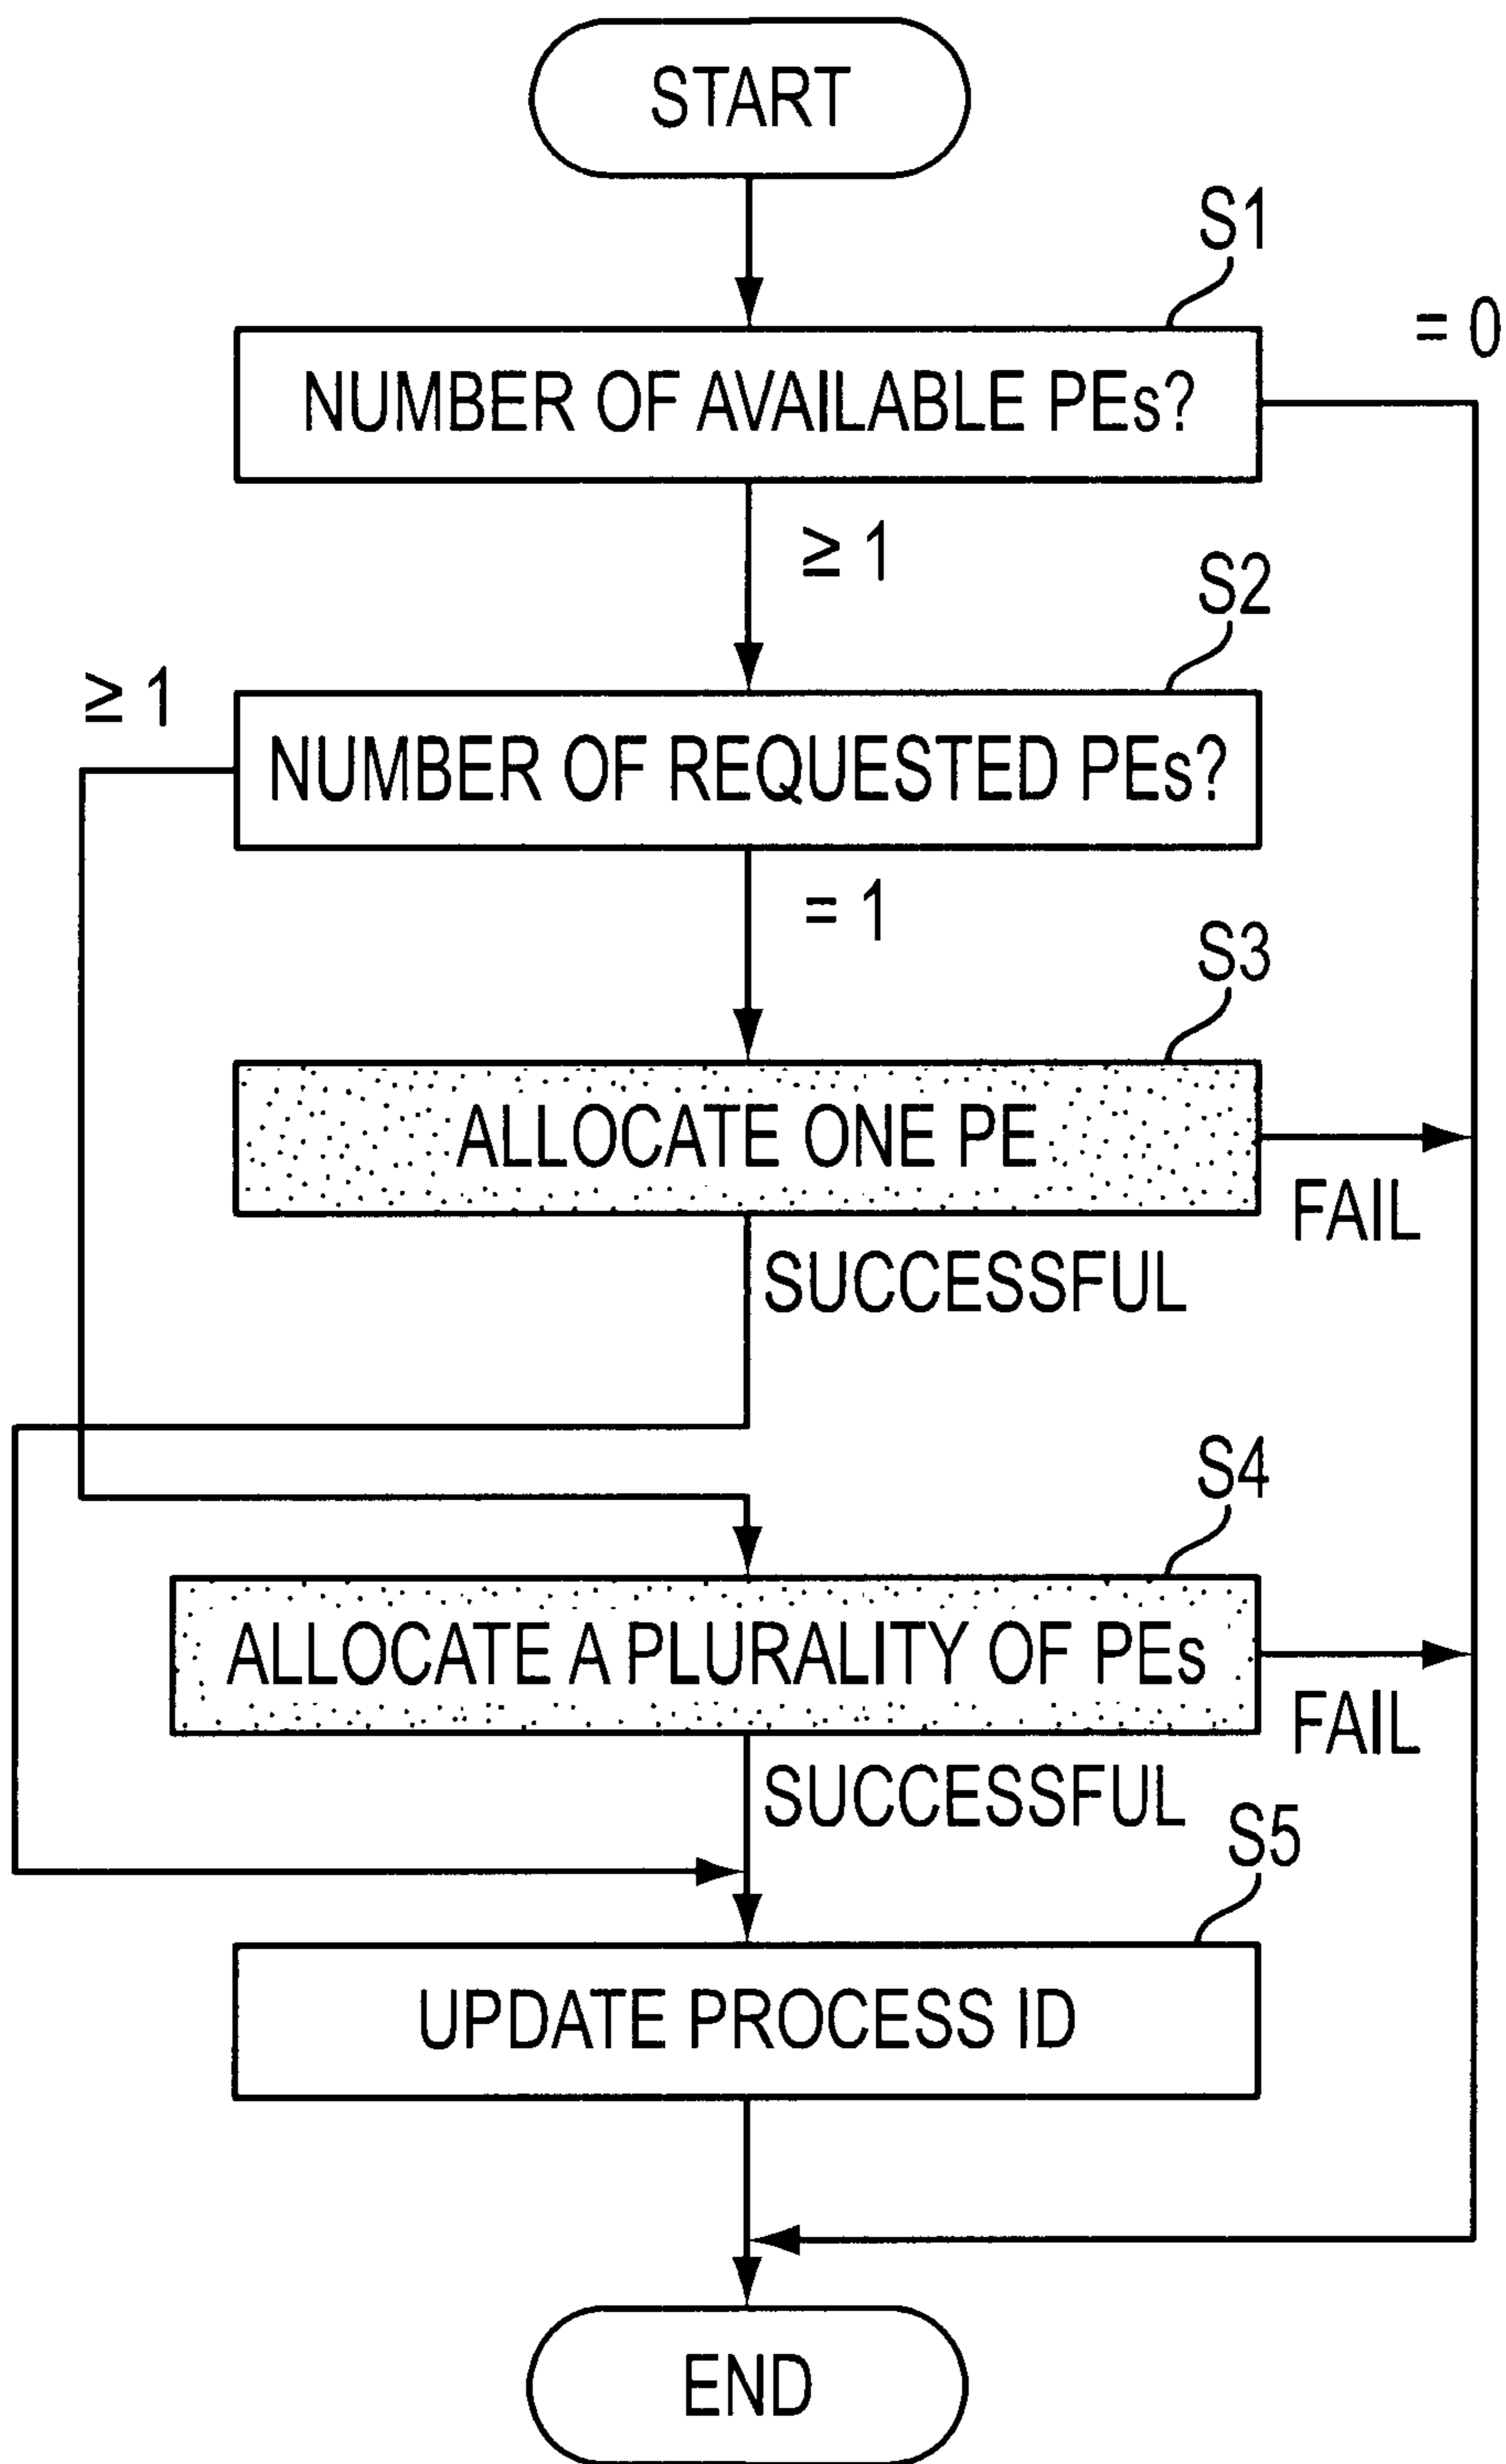 START
S1
= 0
NUMBER OF AVAILABLE PEs?
≥ 1
S2
≥ 1
NUMBER OF REQUESTED PEs?
= 1
S3
ALLOCATE ONE PE
FAIL
SUCCESSFUL
S4
ALLOCATE A PLURALITY OF PEs
FAIL
SUCCESSFUL
S5
UPDATE PROCESS ID
END